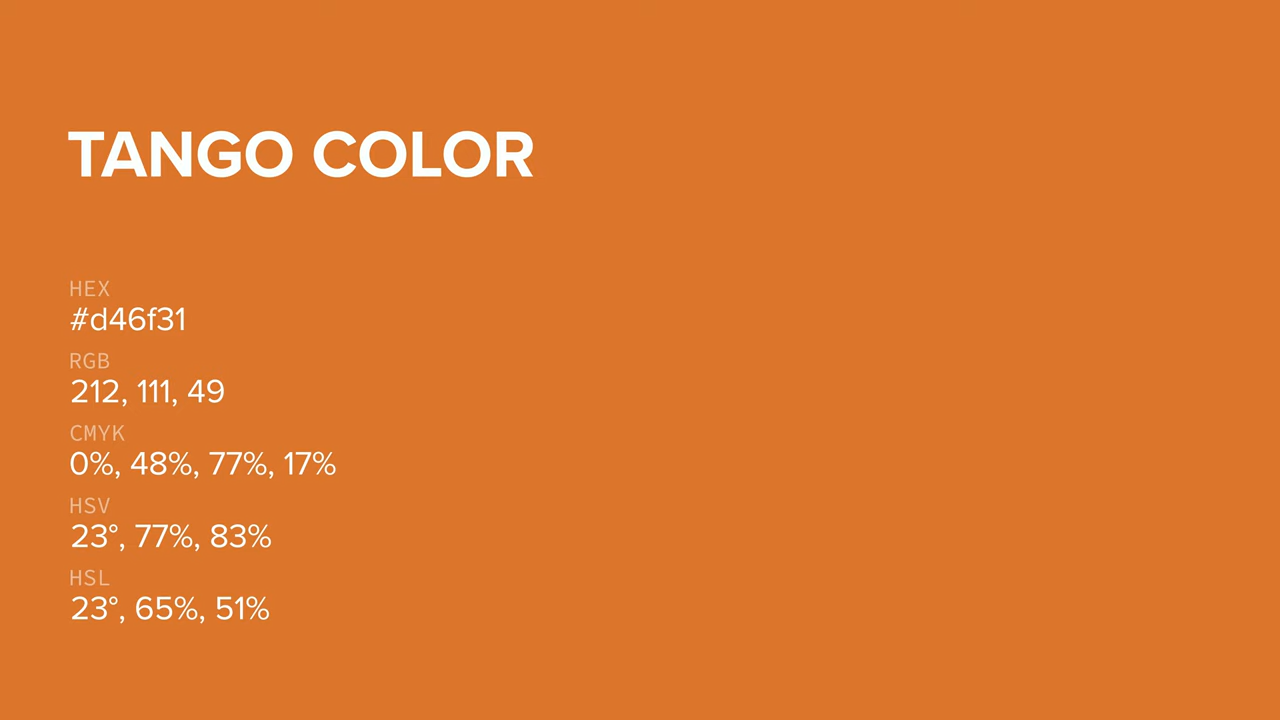 TANGO COLOR
HEX
#d46f31
RGB
212, 111, 49
CMYK
0%, 48%, 77%, 17%
HSV
23°, 77%, 83%
HSL
23°, 65%, 51%